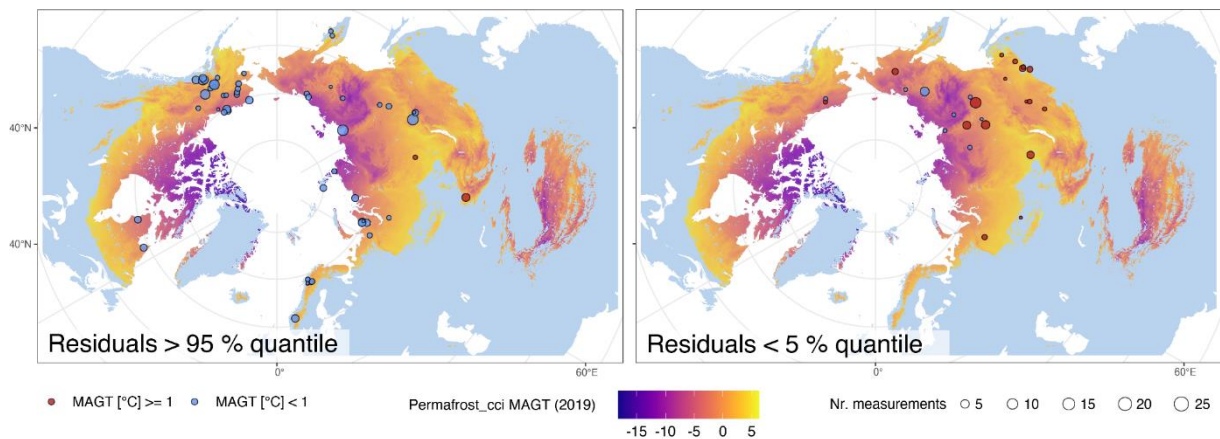 40°N
40°N
Residuals > 95 % quantile
0°
60°E
Residuals < 5 % quantile
0°
60°E
MAGT [°C] >= 1
MAGT [°C] < 1
Permafrost_cci MAGT (2019)
-15 -10 -5 0 5
Nr. measurements
5
10
15
20
25